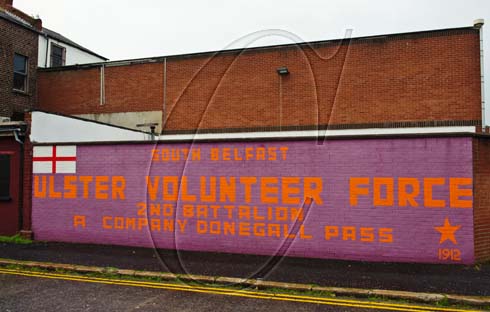 SOUTH BELFAST
ULSTER VOLUNTEER FORCE
2ND BATTALION
A COMPANY DONEGALL PASS
1912